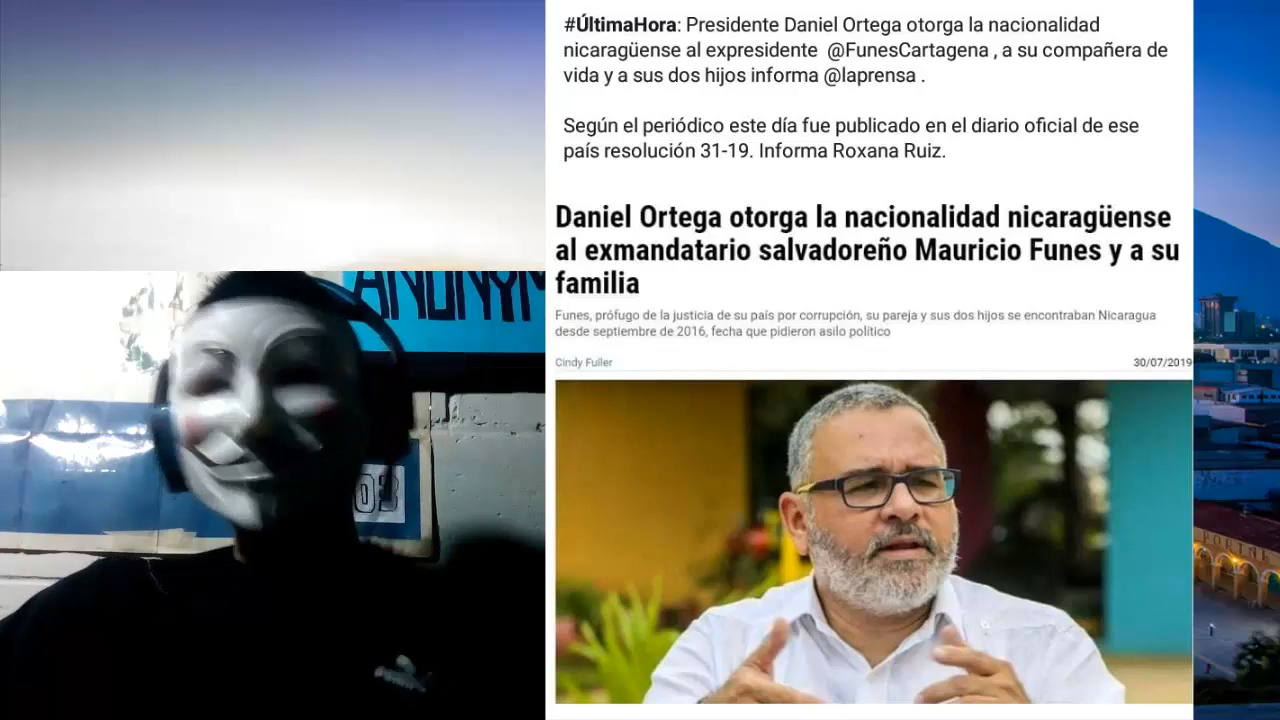 #ÚltimaHora: Presidente Daniel Ortega otorga la nacionalidad
nicaragüense al expresidente @FunesCartagena , a su compañera de
vida y a sus dos hijos informa @laprensa .
Según el periódico este día fue publicado en el diario oficial de ese
país resolución 31-19. Informa Roxana Ruiz.
Daniel Ortega otorga la nacionalidad nicaragüense
al exmandatario salvadoreño Mauricio Funes y a su
familia
Funes, prófugo de la justicia de su país por corrupción, su pareja y sus dos hijos se encontraban Nicaragua
desde septiembre de 2016, fecha que pidieron asilo político
Cindy Fuller
30/07/2019
ANONYM
03
PORTAL